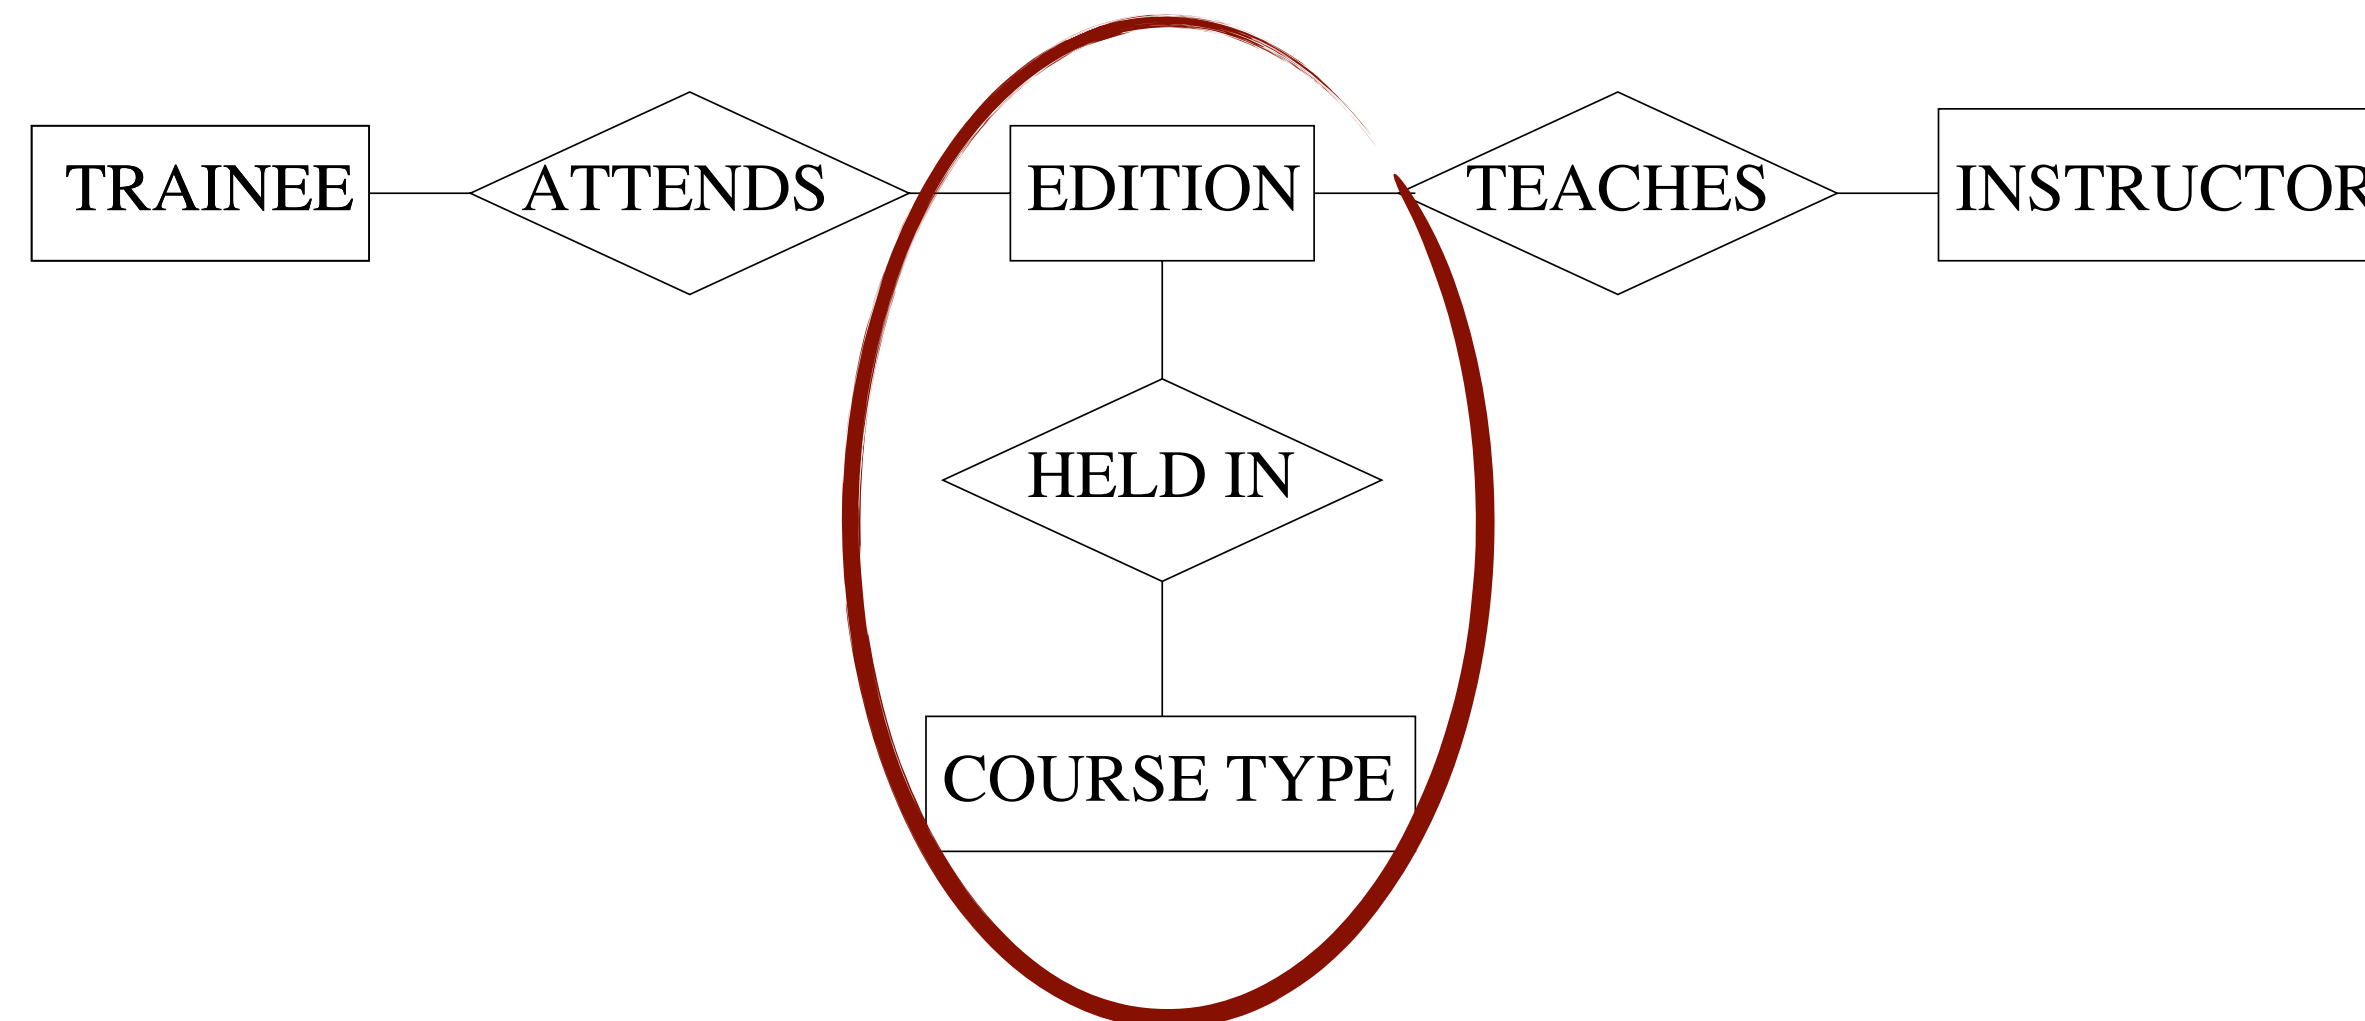 TRAINEE ATTENDS EDITION TEACHES INSTRUCTOR
HELD IN
COURSE TYPE